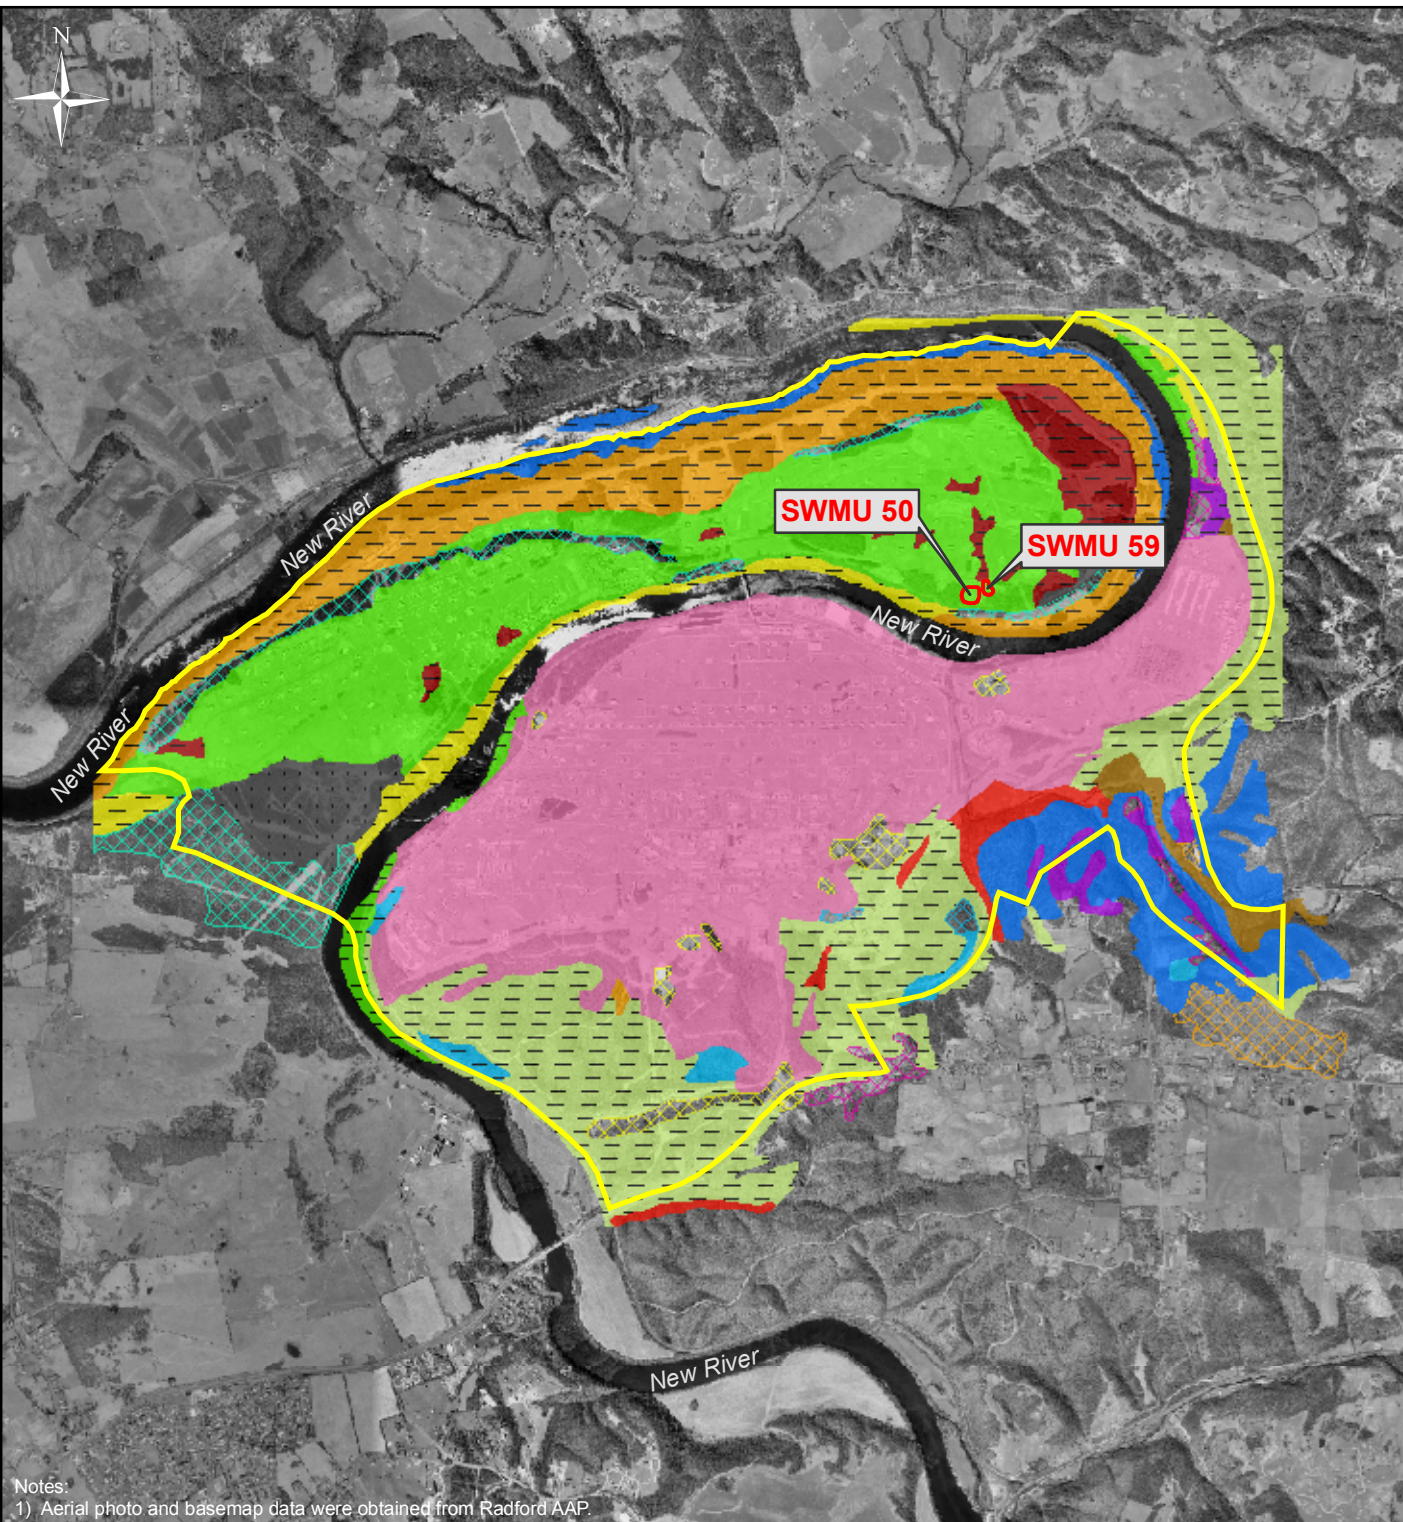 N
SWMU 50
SWMU 59
New River
New River
New River
New River
Notes:
1) Aerial photo and basemap data were obtained from Radford AAP.